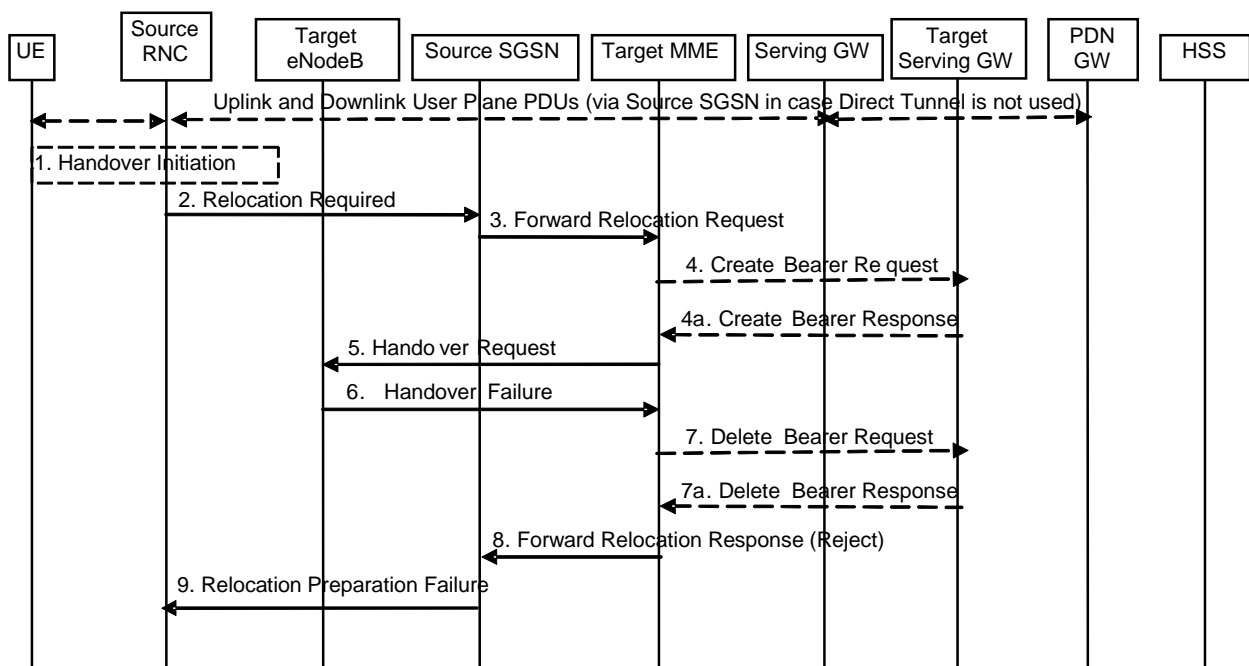 UE
Source
RNC
Target
eNodeB
Source SGSN
Target MME
Serving GW
Target
Serving GW
PDN
GW
HSS
Uplink and Downlink User Plane PDUs (via Source SGSN in case Direct Tunnel is not used)
1. Handover Initiation
2. Relocation Required
3. Forward Relocation Request
4. Create Bearer Re quest
4a. Create Bearer Response
5. Hando ver Request
6. Handover Failure
7. Delete Bearer Request
7a. Delete Bearer Response
8. Forward Relocation Response (Reject)
9. Relocation Preparation Failure